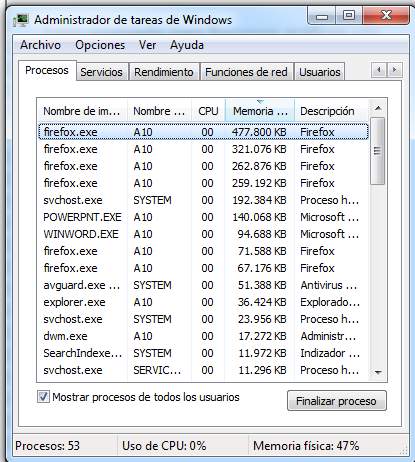 Administrador de tareas de Windows
Archivo Opciones Ver Ayuda
Procesos Servicios Rendimiento Funciones de red Usuarios
Nombre de im... Nombre ... CPU Memoria ... Descripción
firefox.exe A10 00 477.800 KB Firefox
firefox.exe A10 00 321.076 KB Firefox
firefox.exe A10 00 262.876 KB Firefox
firefox.exe A10 00 259.192 KB Firefox
svchost.exe SYSTEM 00 192.384 KB Proceso h...
POWERPNT.EXE A10 00 140.068 KB Microsoft ...
WINWORD.EXE A10 00 94.688 KB Microsoft ...
firefox.exe A10 00 71.588 KB Firefox
firefox.exe A10 00 67.176 KB Firefox
avguard.exe ... SYSTEM 00 51.388 KB Antivirus ...
explorer.exe A10 00 36.424 KB Explorado...
svchost.exe SYSTEM 00 23.956 KB Proceso h...
dwm.exe A10 00 17.272 KB Administr...
SearchIndexe... SYSTEM 00 11.972 KB Indizador ...
svchost.exe SERVIC... 00 11.296 KB Proceso h...
Mostrar procesos de todos los usuarios
Finalizar proceso
Procesos: 53 Uso de CPU: 0% Memoria física: 47%